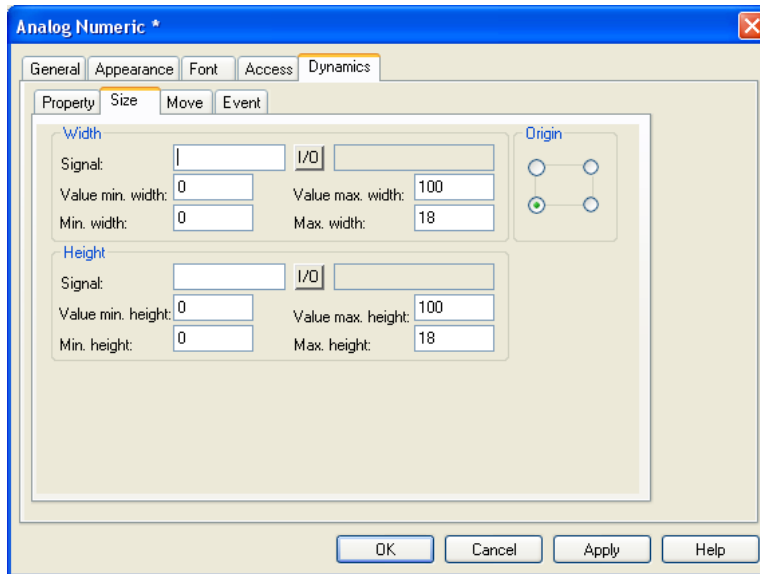 Analog Numeric *
General Appearance Font Access Dynamics
Property Size Move Event
Width
Signal: I/O
Value min. width: 0 Value max. width: 100
Min. width: 0 Max. width: 18
Origin
Height
Signal: I/O
Value min. height: 0 Value max. height: 100
Min. height: 0 Max. height: 18
OK Cancel Apply Help